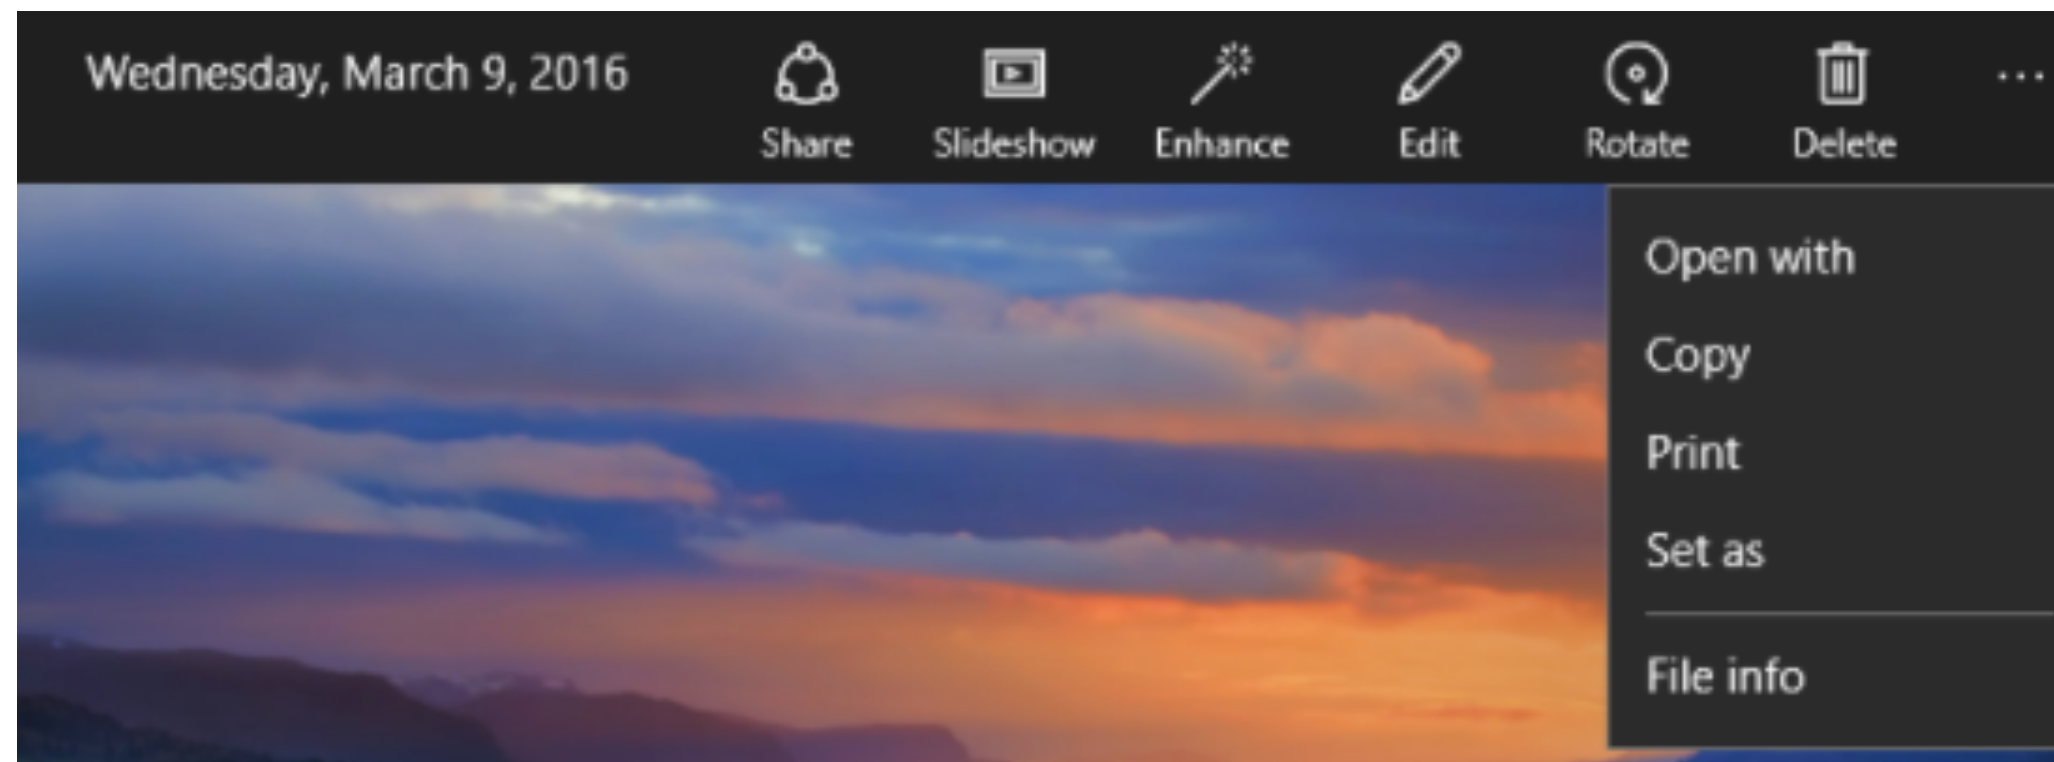 Wednesday, March 9, 2016
Share Slideshow Enhance Edit Rotate Delete ...
Open with
Copy
Print
Set as
File info